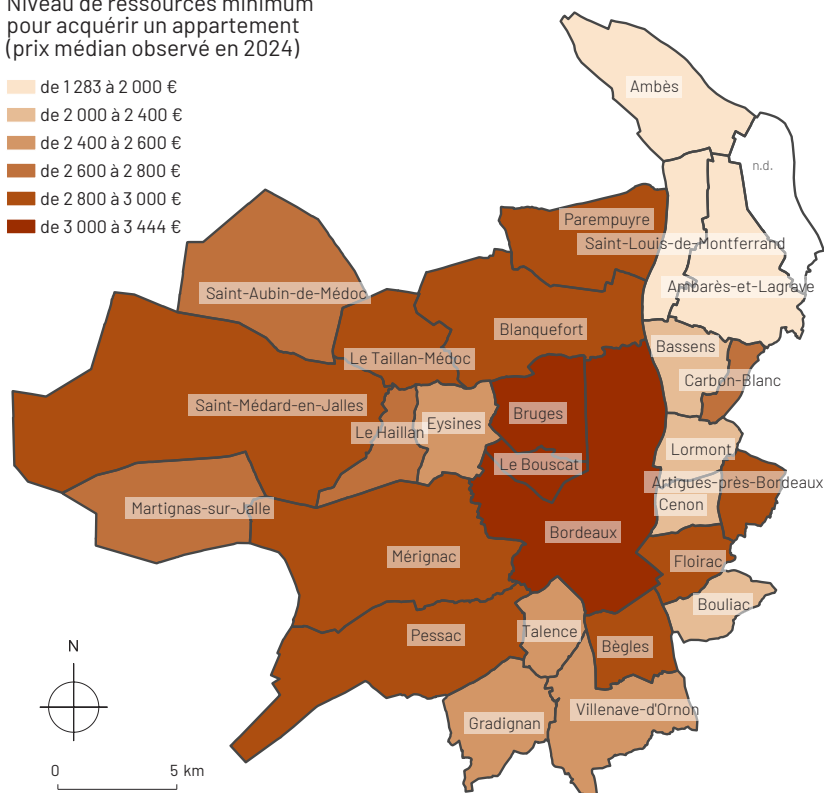 Niveau de ressources minimum
pour acquérir un appartement
(prix médian observé en 2024)
de 1 283 à 2 000 €
de 2 000 à 2 400 €
de 2 400 à 2 600 €
de 2 600 à 2 800 €
de 2 800 à 3 000 €
de 3 000 à 3 444 €
Ambès
n.d.
Parempuyre
Saint-Louis-de-Montferrand
Ambarès-et-Lagrave
Saint-Aubin-de-Médoc
Blanquefort
Bassens
Le Taillan-Médoc
Carbon-Blanc
Saint-Médard-en-Jalles
Bruges
Eysines
Le Haillan
Lormont
Le Bouscat
Artigues-près-Bordeaux
Cenon
Martignas-sur-Jalle
Bordeaux
Mérignac
Floirac
Bouliac
Talence
Pessac
Bègles
N
Villenave-d'Ornon
Gradignan
0 5 km